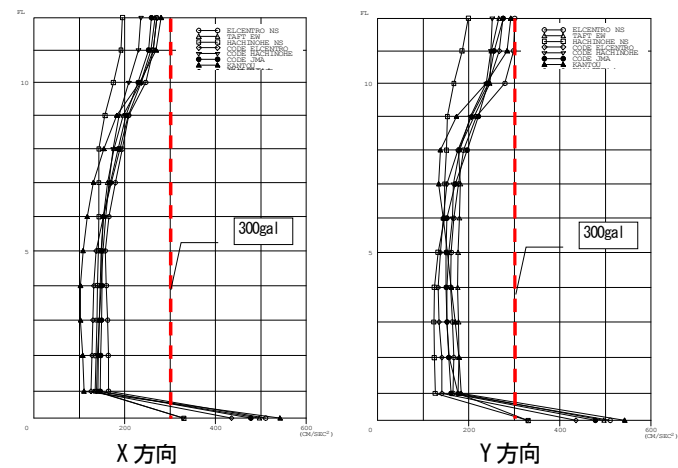 FL
ELCENTRO NS
TAFT EW
HACHINOHE NS
CODE ELCENTRO
CODE HACHINOHE
CODE JMA
KANTOU
10
5
300gal
0
200
400
600
(CM/SEC²)
X方向
FL
ELCENTRO NS
TAFT EW
HACHINOHE NS
CODE ELCENTRO
CODE HACHINOHE
CODE JMA
KANTOU
10
5
300gal
0
200
400
600
(CM/SEC²)
Y方向